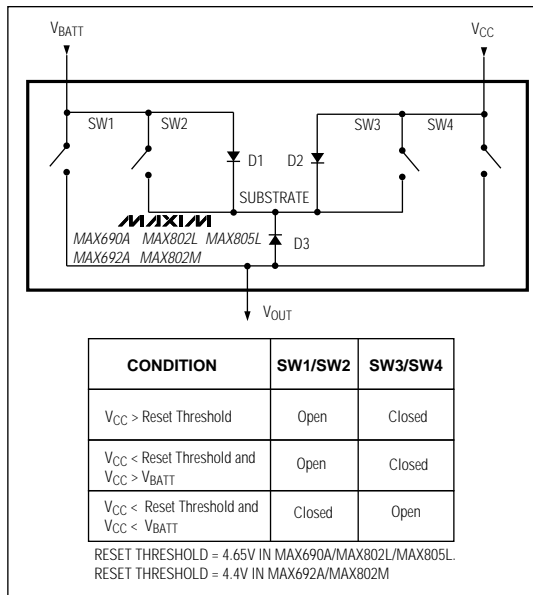 VBATT VCC
SW1 SW2 SW3 SW4
D1 D2
SUBSTRATE
MAXIM
MAX690A MAX802L MAX805L D3
MAX692A MAX802M
VOUT
CONDITION SW1/SW2 SW3/SW4
VCC > Reset Threshold Open Closed
VCC < Reset Threshold and
VCC > VBATT Open Closed
VCC < Reset Threshold and
VCC < VBATT Closed Open
RESET THRESHOLD = 4.65V IN MAX690A/MAX802L/MAX805L.
RESET THRESHOLD = 4.4V IN MAX692A/MAX802M